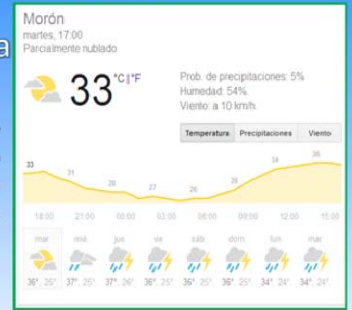 Morón
martes, 17:00
Parcialmente nublado
a
33 °C|°F
Prob. de precipitaciones: 5%
Humedad: 54%.
Viento: a 10 km/h.
Temperatura Precipitaciones Viento
33 31 28 27 26 28 34 36
18:00 21:00 00:00 03:00 06:00 09:00 12:00 15:00
mar mié. jue vie sáb. dom lun. mar
36° 25° 37° 25° 37° 26° 36° 25° 36° 25° 36° 25° 34° 24° 34° 24°